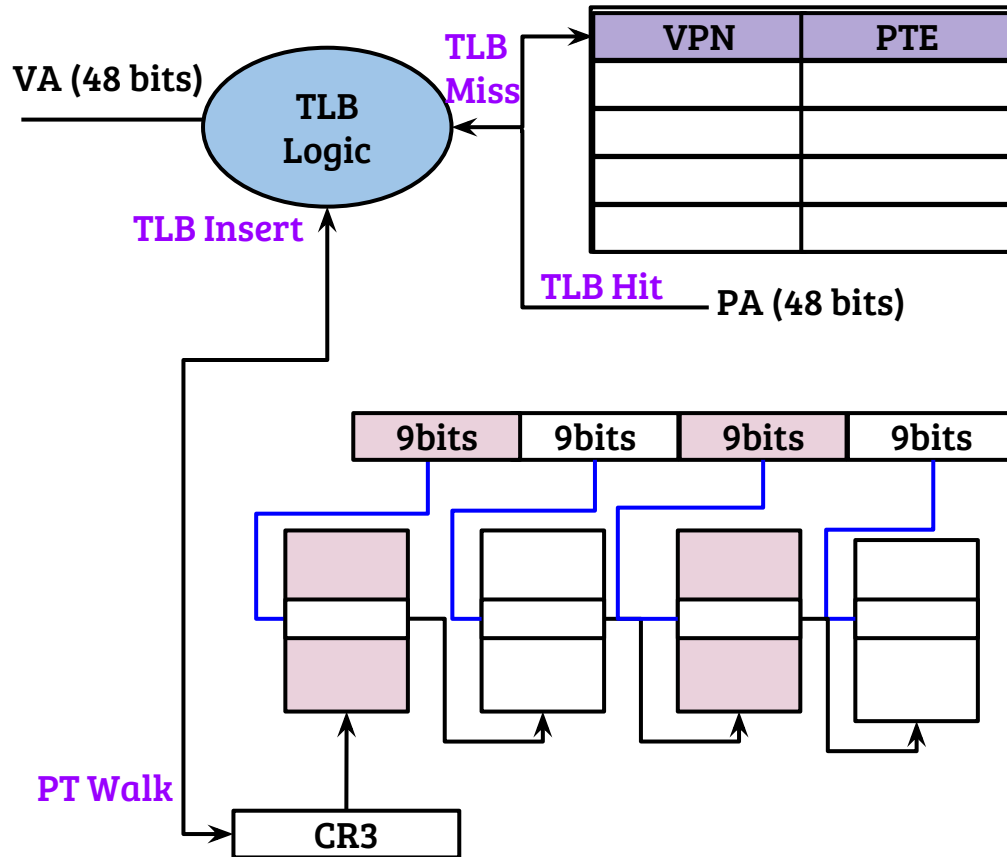 VPN PTE
TLB
Miss
VA (48 bits)
TLB
Logic
TLB Insert
TLB Hit
PA (48 bits)
9bits 9bits 9bits 9bits
PT Walk
CR3